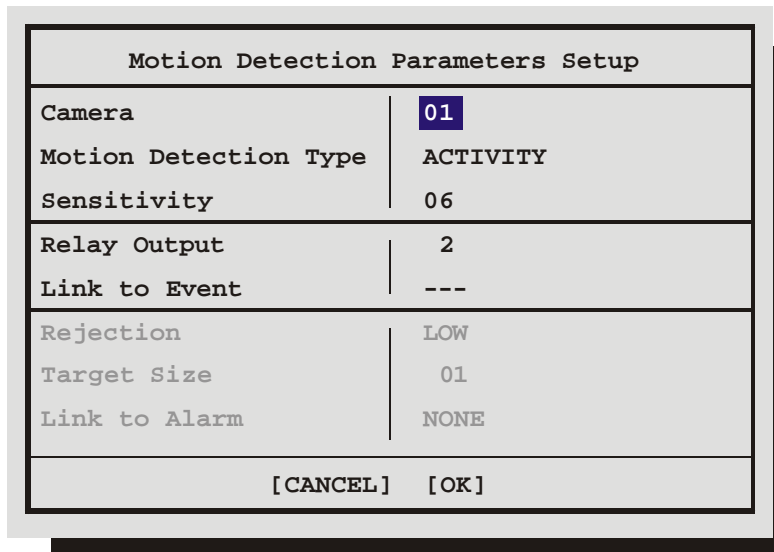 Motion Detection Parameters Setup
Camera 01
Motion Detection Type ACTIVITY
Sensitivity 06
Relay Output 2
Link to Event ---
Rejection LOW
Target Size 01
Link to Alarm NONE
[CANCEL] [OK]